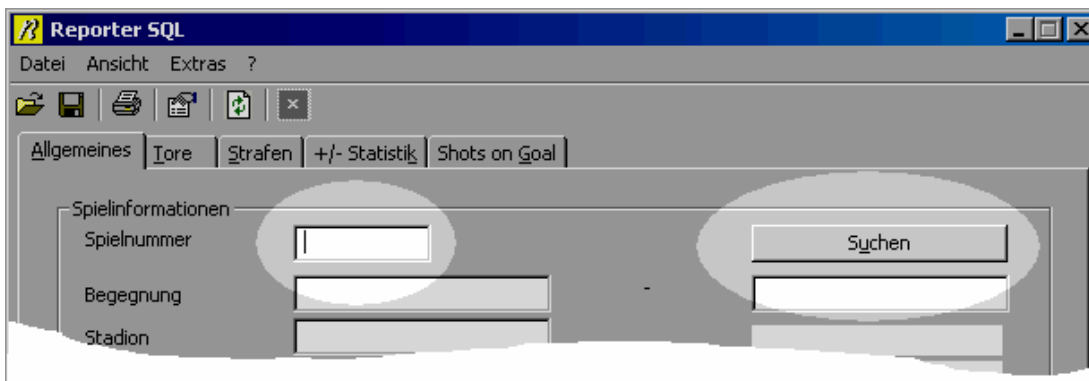 R Reporter SQL
Datei Ansicht Extras ?
Allgemeines Tore Strafen +/- Statistik Shots on Goal
Spielinformationen
Spielnummer Suchen
Begegnung -
Stadion